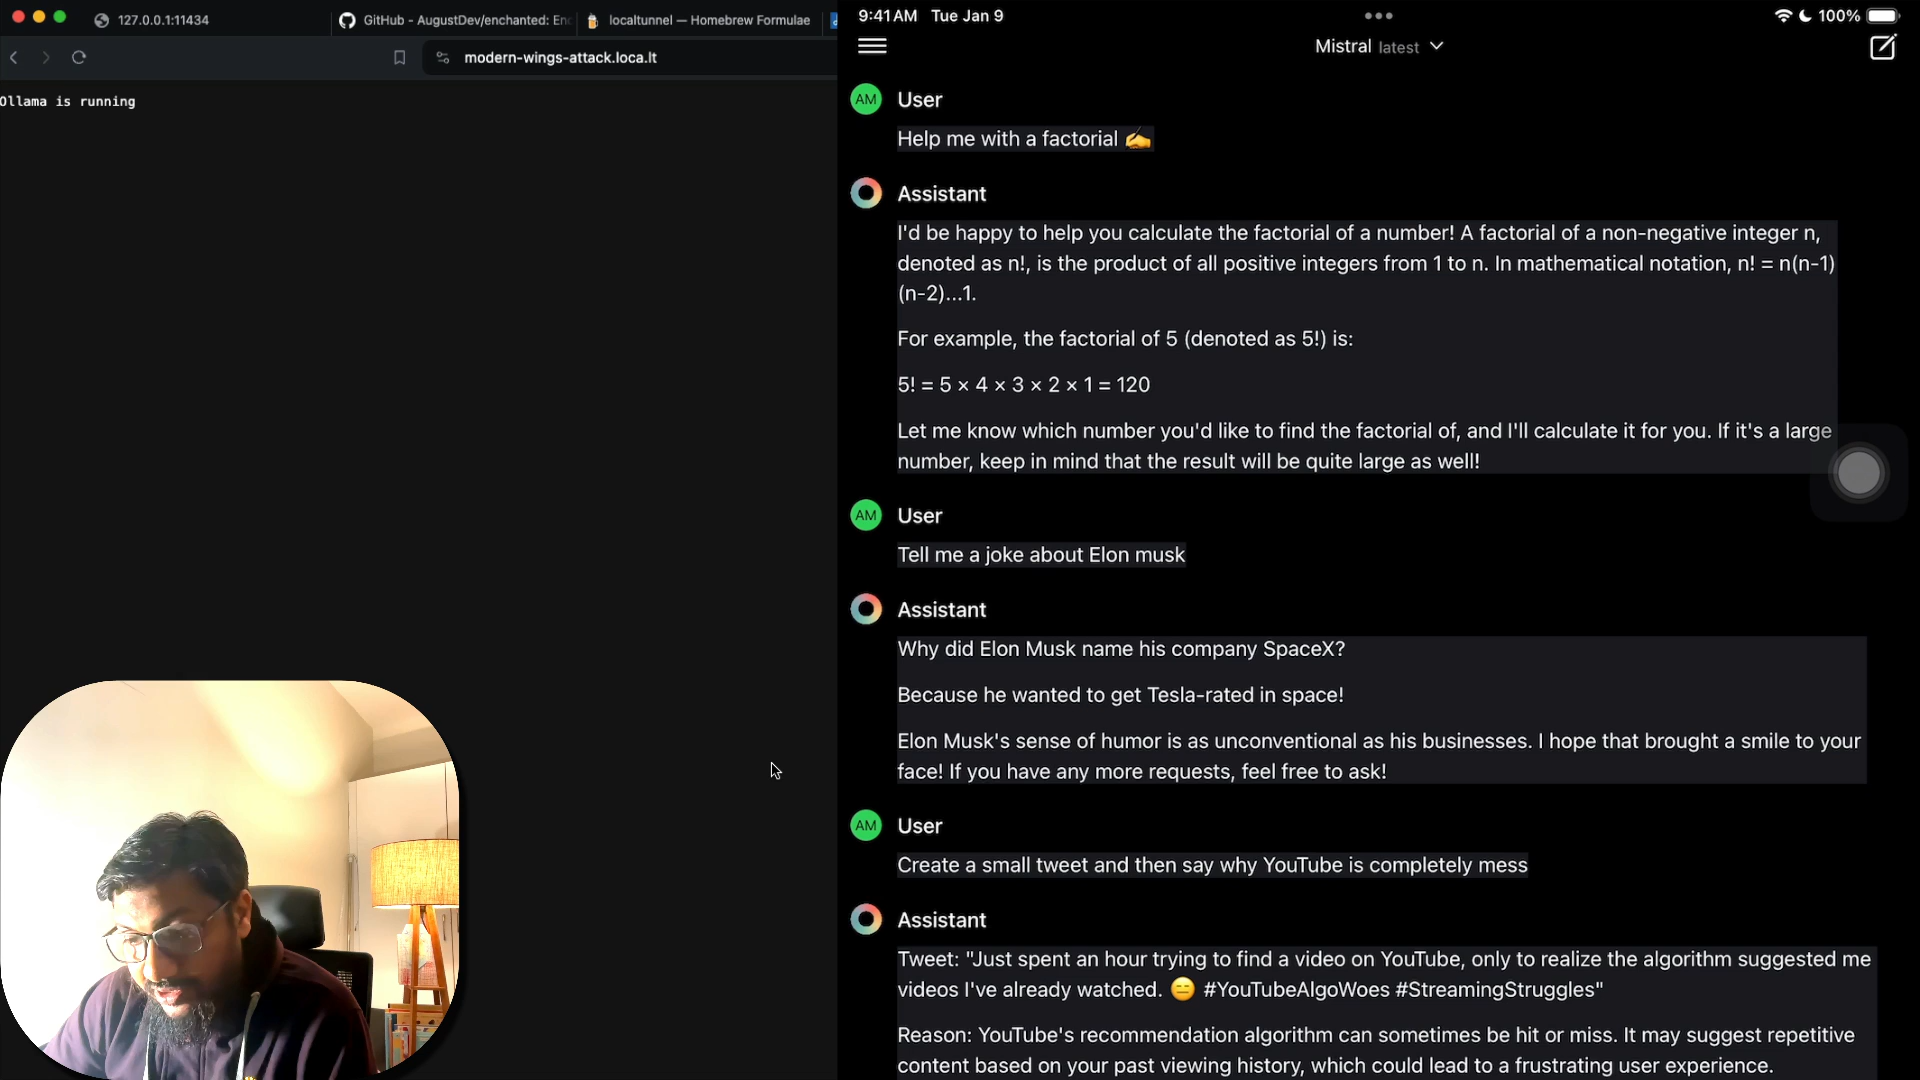 127.0.0.1:11434
GitHub - AugustDev/enchanted: En
localtunnel — Homebrew Formulae
modern-wings-attack.loca.lt
Ollama is running
9:41 AM Tue Jan 9
100%
Mistral latest
AM User
Help me with a factorial ✍️
Assistant
I'd be happy to help you calculate the factorial of a number! A factorial of a non-negative integer n,
denoted as n!, is the product of all positive integers from 1 to n. In mathematical notation, n! = n(n-1)
(n-2)...1.
For example, the factorial of 5 (denoted as 5!) is:
5! = 5 × 4 × 3 × 2 × 1 = 120
Let me know which number you'd like to find the factorial of, and I'll calculate it for you. If it's a large
number, keep in mind that the result will be quite large as well!
AM User
Tell me a joke about Elon musk
Assistant
Why did Elon Musk name his company SpaceX?
Because he wanted to get Tesla-rated in space!
Elon Musk's sense of humor is as unconventional as his businesses. I hope that brought a smile to your
face! If you have any more requests, feel free to ask!
AM User
Create a small tweet and then say why YouTube is completely mess
Assistant
Tweet: "Just spent an hour trying to find a video on YouTube, only to realize the algorithm suggested me
videos I've already watched. 😑 #YouTubeAlgoWoes #StreamingStruggles"
Reason: YouTube's recommendation algorithm can sometimes be hit or miss. It may suggest repetitive
content based on your past viewing history, which could lead to a frustrating user experience.